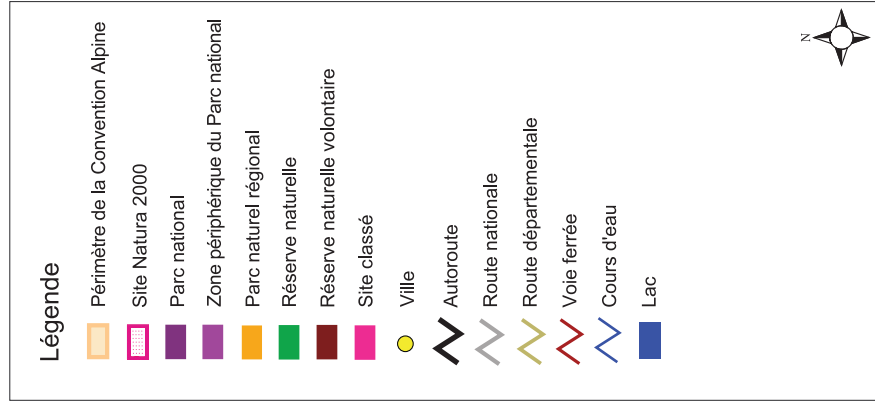 Légende
Périmètre de la Convention Alpine
Site Natura 2000
Parc national
Zone périphérique du Parc national
Parc naturel régional
Réserve naturelle
Réserve naturelle volontaire
Site classé
Ville
Autoroute
Route nationale
Route départementale
Voie ferrée
Cours d'eau
Lac
N